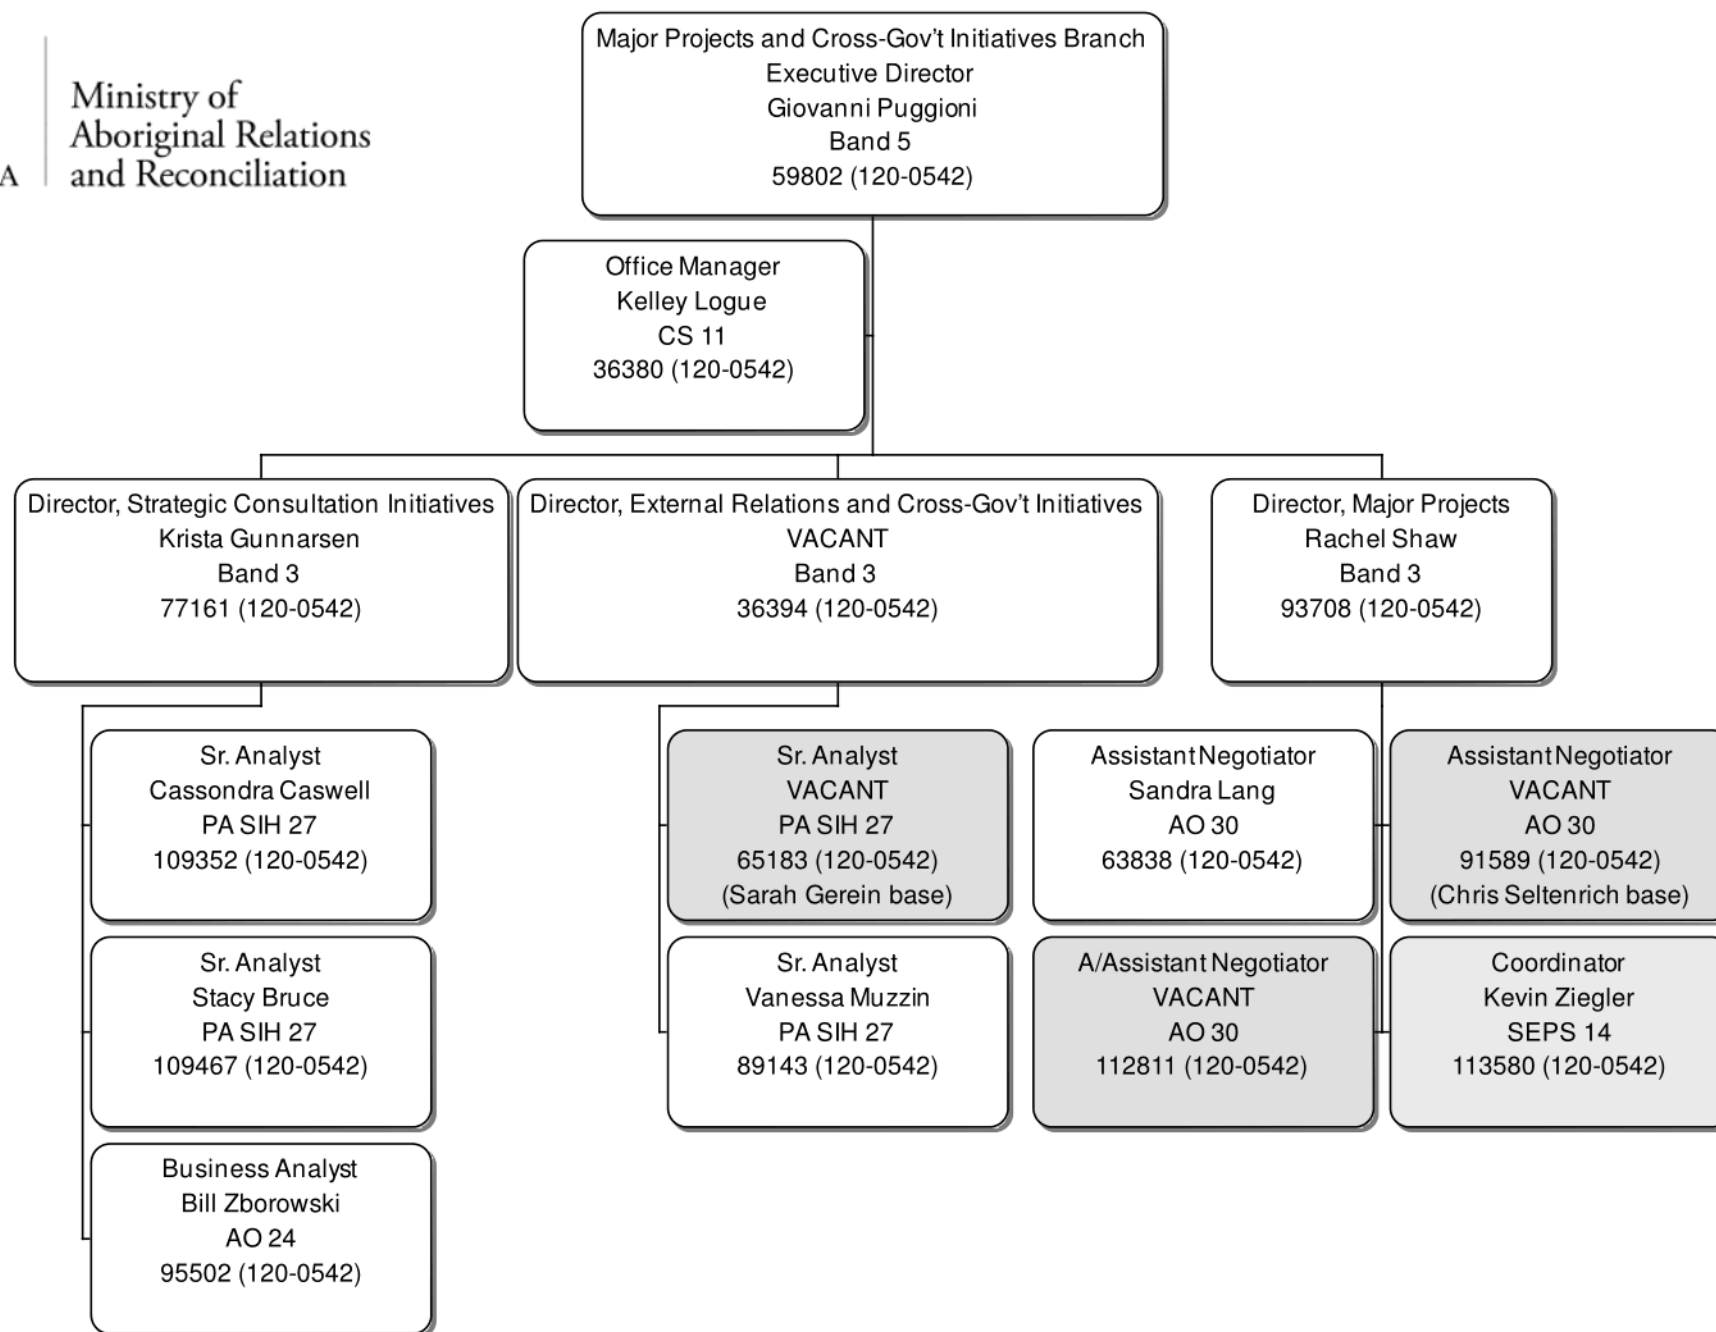 A
Ministry of
Aboriginal Relations
and Reconciliation
Major Projects and Cross-Gov't Initiatives Branch
Executive Director
Giovanni Puggioni
Band 5
59802 (120-0542)
Office Manager
Kelley Logue
CS 11
36380 (120-0542)
Director, Strategic Consultation Initiatives
Krista Gunnarsen
Band 3
77161 (120-0542)
Director, External Relations and Cross-Gov't Initiatives
VACANT
Band 3
36394 (120-0542)
Director, Major Projects
Rachel Shaw
Band 3
93708 (120-0542)
Sr. Analyst
Cassondra Caswell
PA SIH 27
109352 (120-0542)
Sr. Analyst
VACANT
PA SIH 27
65183 (120-0542)
(Sarah Gerein base)
Assistant Negotiator
Sandra Lang
AO 30
63838 (120-0542)
Assistant Negotiator
VACANT
AO 30
91589 (120-0542)
(Chris Seltenrich base)
Sr. Analyst
Stacy Bruce
PA SIH 27
109467 (120-0542)
Sr. Analyst
Vanessa Muzzin
PA SIH 27
89143 (120-0542)
A/Assistant Negotiator
VACANT
AO 30
112811 (120-0542)
Coordinator
Kevin Ziegler
SEPS 14
113580 (120-0542)
Business Analyst
Bill Zborowski
AO 24
95502 (120-0542)